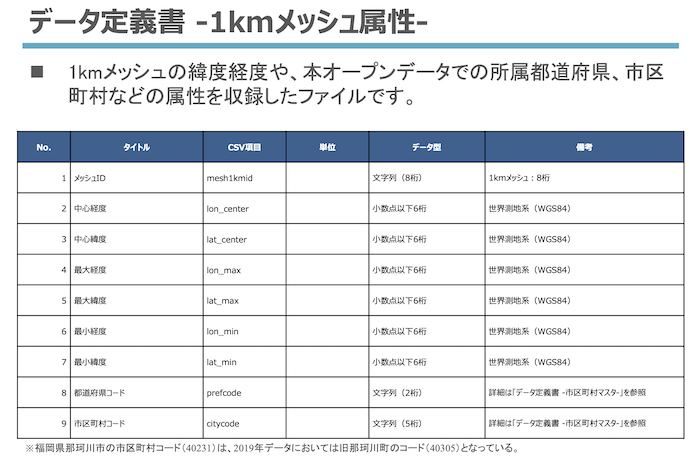 データ定義書 -1kmメッシュ属性-
■ 1kmメッシュの緯度経度や、本オープンデータでの所属都道府県、市区
町村などの属性を収録したファイルです。
No. タイトル CSV項目 単位 データ型 備考
1 メッシュID mesh1kmid 文字列（8桁） 1kmメッシュ：8桁
2 中心経度 lon_center 小数点以下6桁 世界測地系（WGS84）
3 中心緯度 lat_center 小数点以下6桁 世界測地系（WGS84）
4 最大経度 lon_max 小数点以下6桁 世界測地系（WGS84）
5 最大緯度 lat_max 小数点以下6桁 世界測地系（WGS84）
6 最小経度 lon_min 小数点以下6桁 世界測地系（WGS84）
7 最小緯度 lat_min 小数点以下6桁 世界測地系（WGS84）
8 都道府県コード prefcode 文字列（2桁） 詳細は「データ定義書 -市区町村マスタ-」を参照
9 市区町村コード citycode 文字列（5桁） 詳細は「データ定義書 -市区町村マスタ-」を参照
※福岡県那珂川市の市区町村コード（40231）は、2019年データにおいては旧那珂川町のコード（40305）となっている。